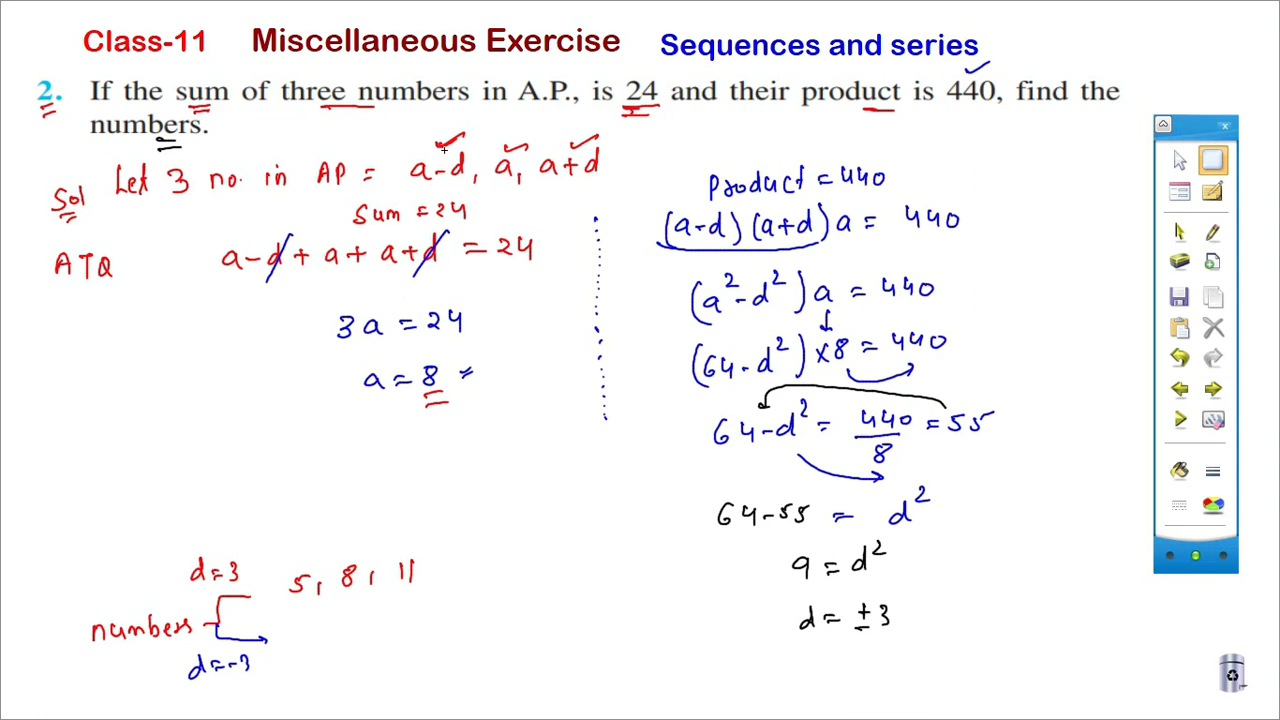 Class-11 Miscellaneous Exercise Sequences and series
2. If the sum of three numbers in A.P., is 24 and their product is 440, find the
numbers.
Sol Let 3 no. in AP = a-d, a, a+d
Sum = 24
ATQ a-d + a + a+d = 24
3a = 24
a = 8
Product = 440
(a-d) (a+d) a = 440
(a² - d²) a = 440
(64 - d²) × 8 = 440
64 - d² = 440/8 = 55
64 - 55 = d²
9 = d²
d = ±3
d = 3 5, 8, 11
numbers
d = -3